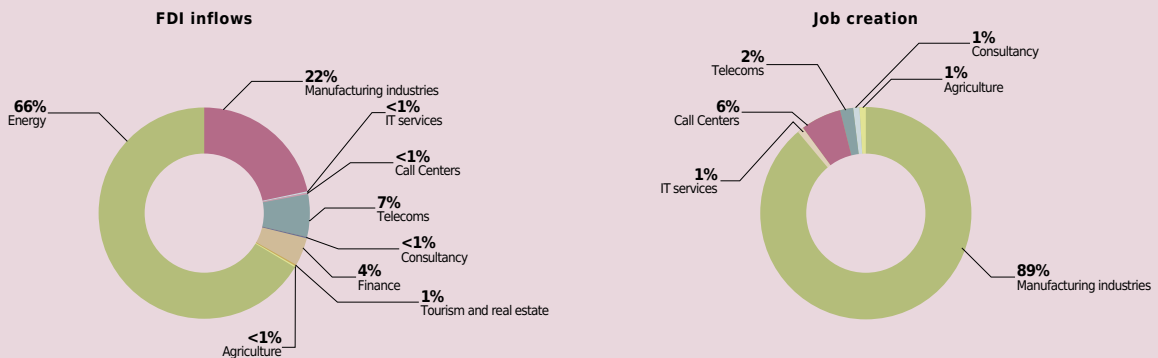 FDI inflows
22%
Manufacturing industries
<1%
IT services
<1%
Call Centers
7%
Telecoms
<1%
Consultancy
4%
Finance
1%
Tourism and real estate
<1%
Agriculture
66%
Energy
Job creation
1%
Consultancy
1%
Agriculture
2%
Telecoms
6%
Call Centers
1%
IT services
89%
Manufacturing industries